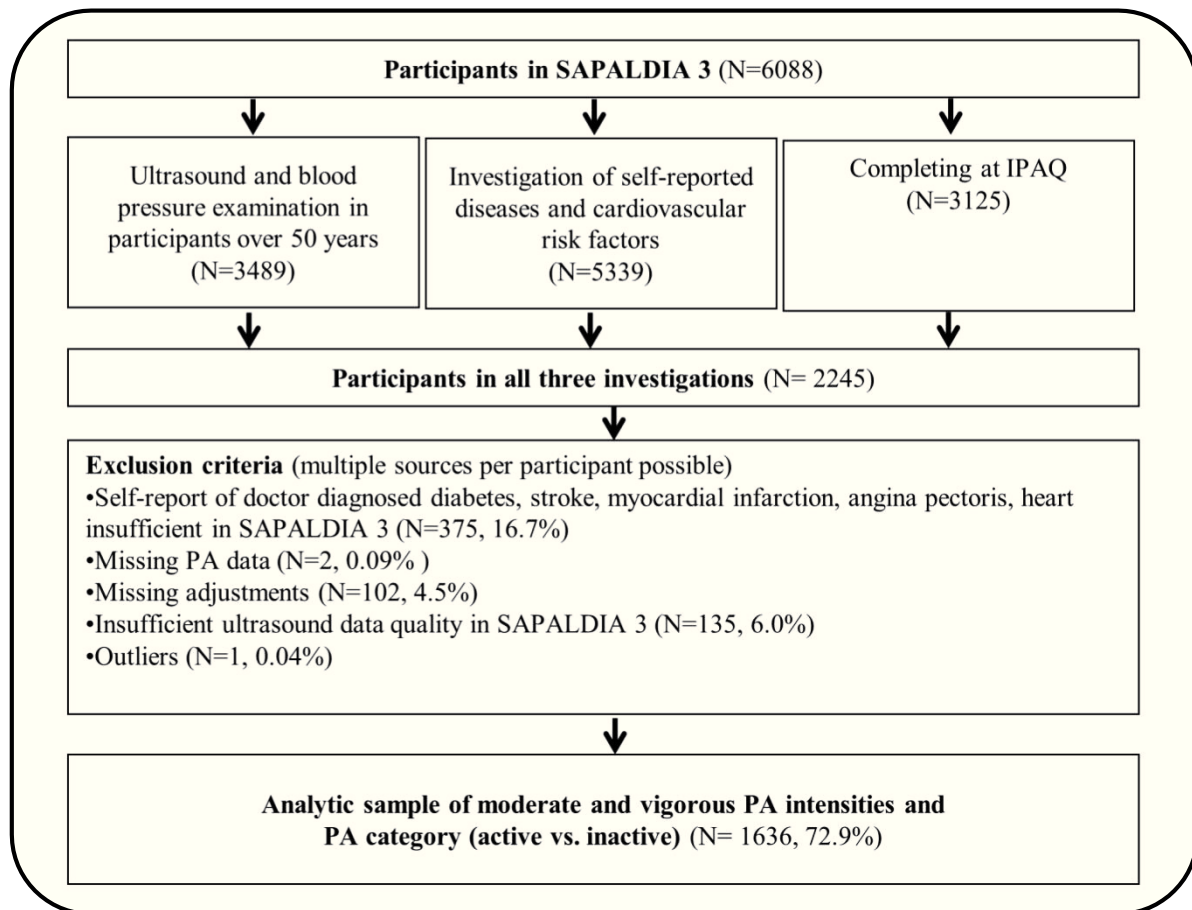 Participants in SAPALDIA 3 (N=6088)
Ultrasound and blood
pressure examination in
participants over 50 years
(N=3489)
Investigation of self-reported
diseases and cardiovascular
risk factors
(N=5339)
Completing at IPAQ
(N=3125)
Participants in all three investigations (N= 2245)
Exclusion criteria (multiple sources per participant possible)
•Self-report of doctor diagnosed diabetes, stroke, myocardial infarction, angina pectoris, heart
insufficient in SAPALDIA 3 (N=375, 16.7%)
•Missing PA data (N=2, 0.09% )
•Missing adjustments (N=102, 4.5%)
•Insufficient ultrasound data quality in SAPALDIA 3 (N=135, 6.0%)
•Outliers (N=1, 0.04%)
Analytic sample of moderate and vigorous PA intensities and
PA category (active vs. inactive) (N= 1636, 72.9%)